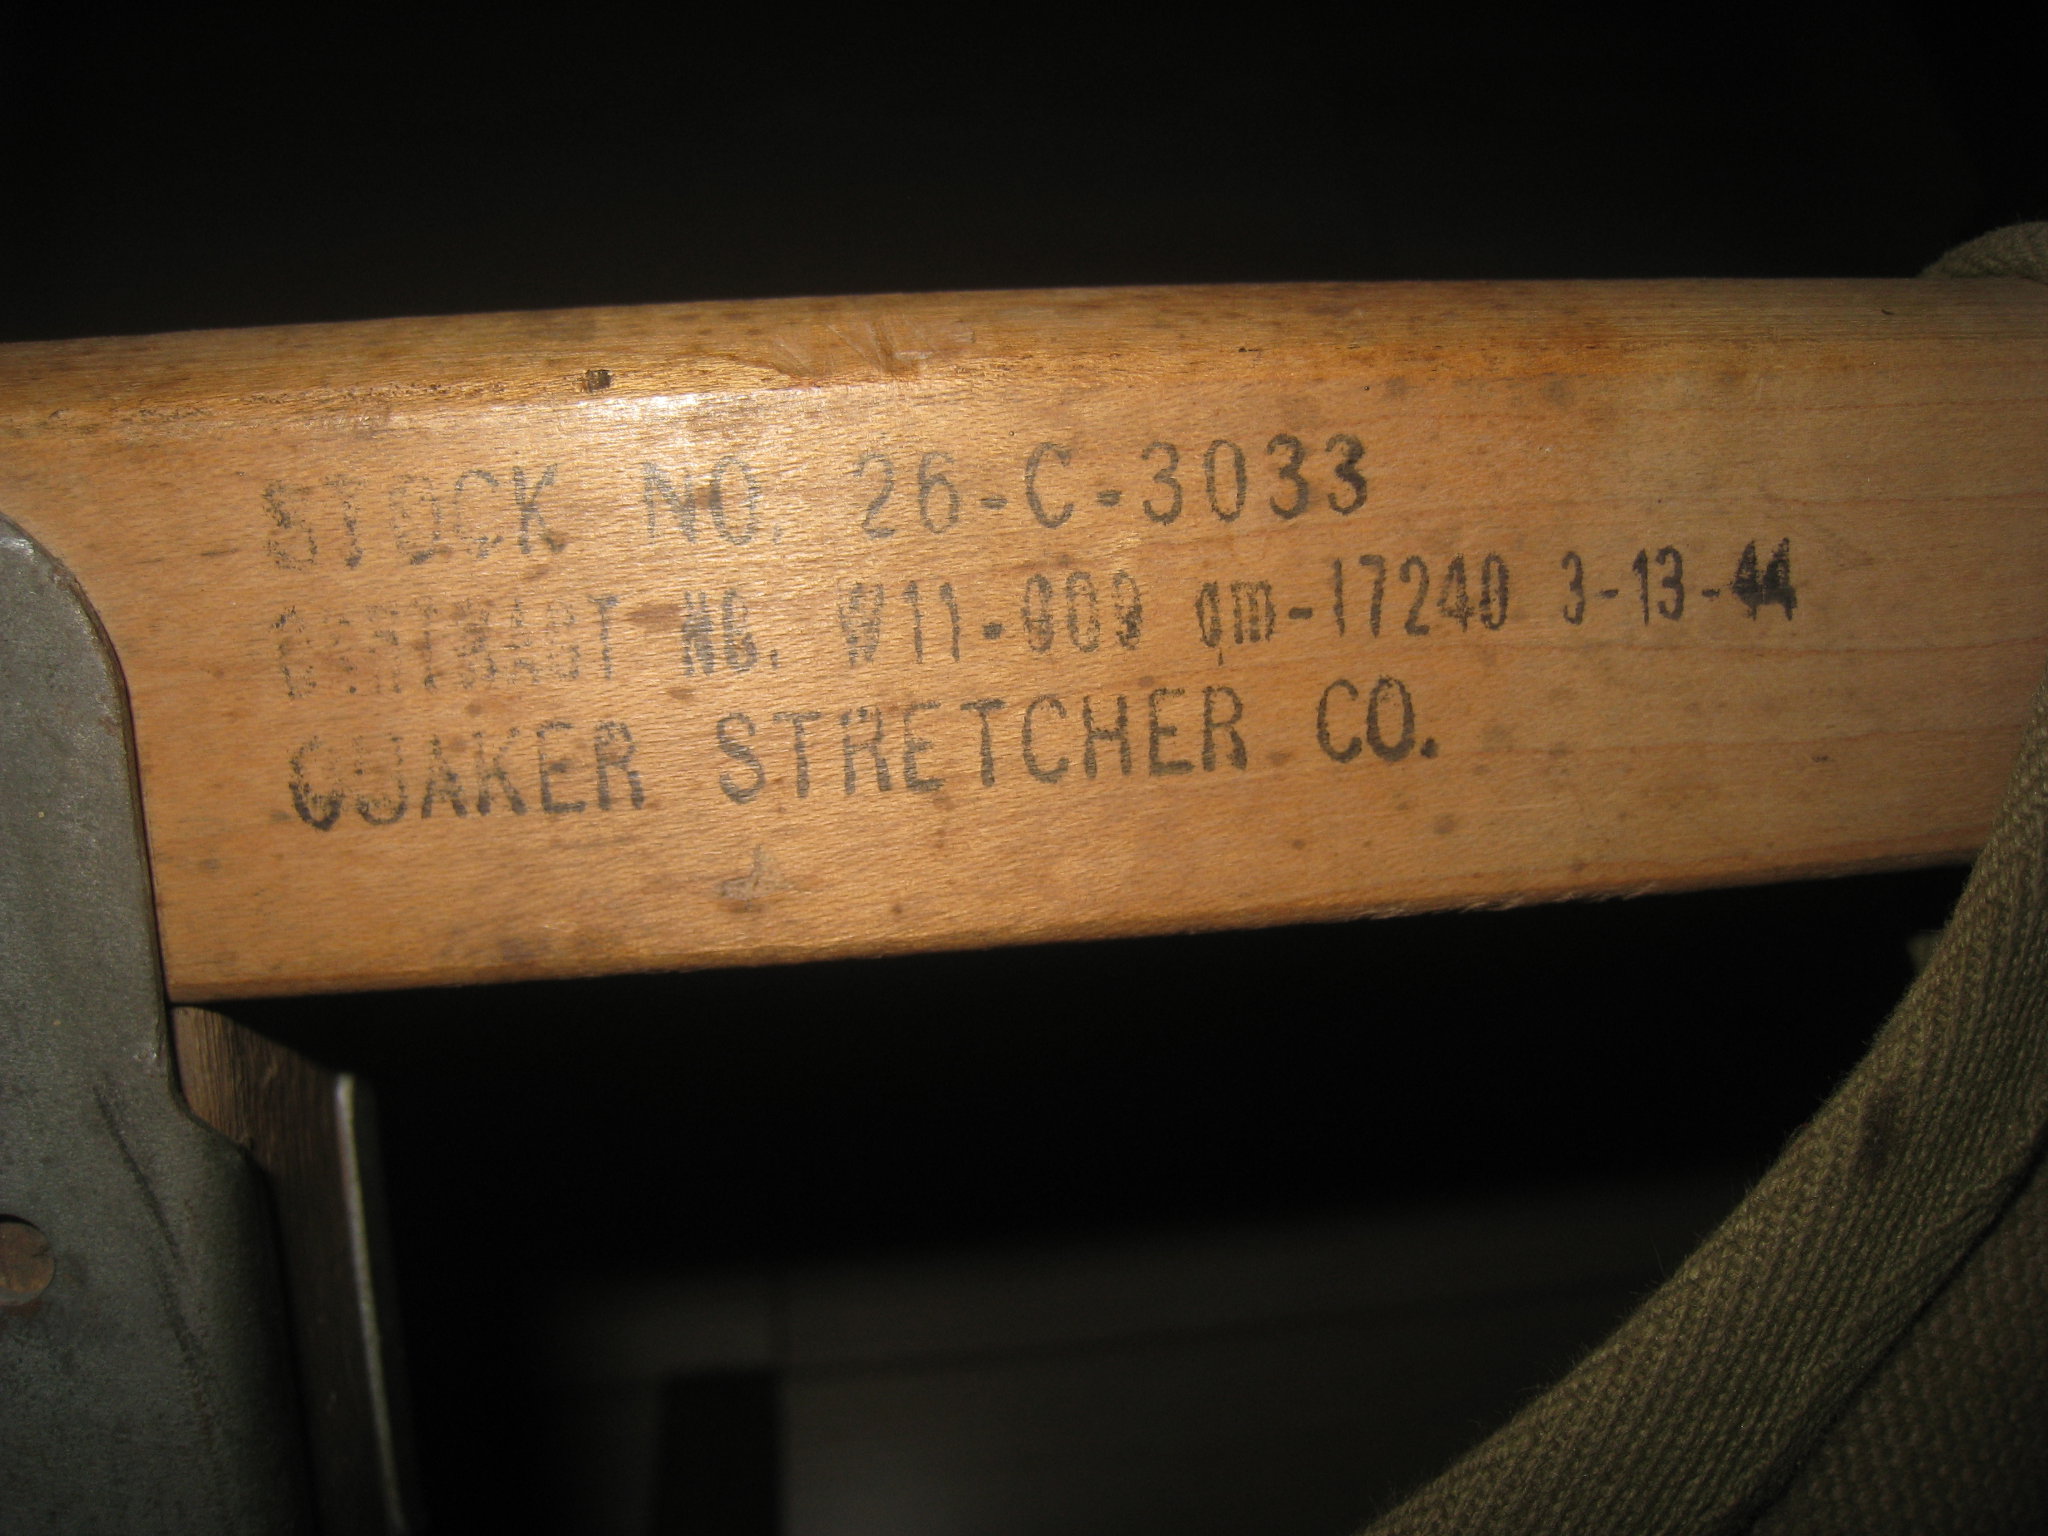 STOCK NO. 26-C-3033
CONTRACT NO. W11-009 qm-17240 3-13-44
QUAKER STRETCHER CO.